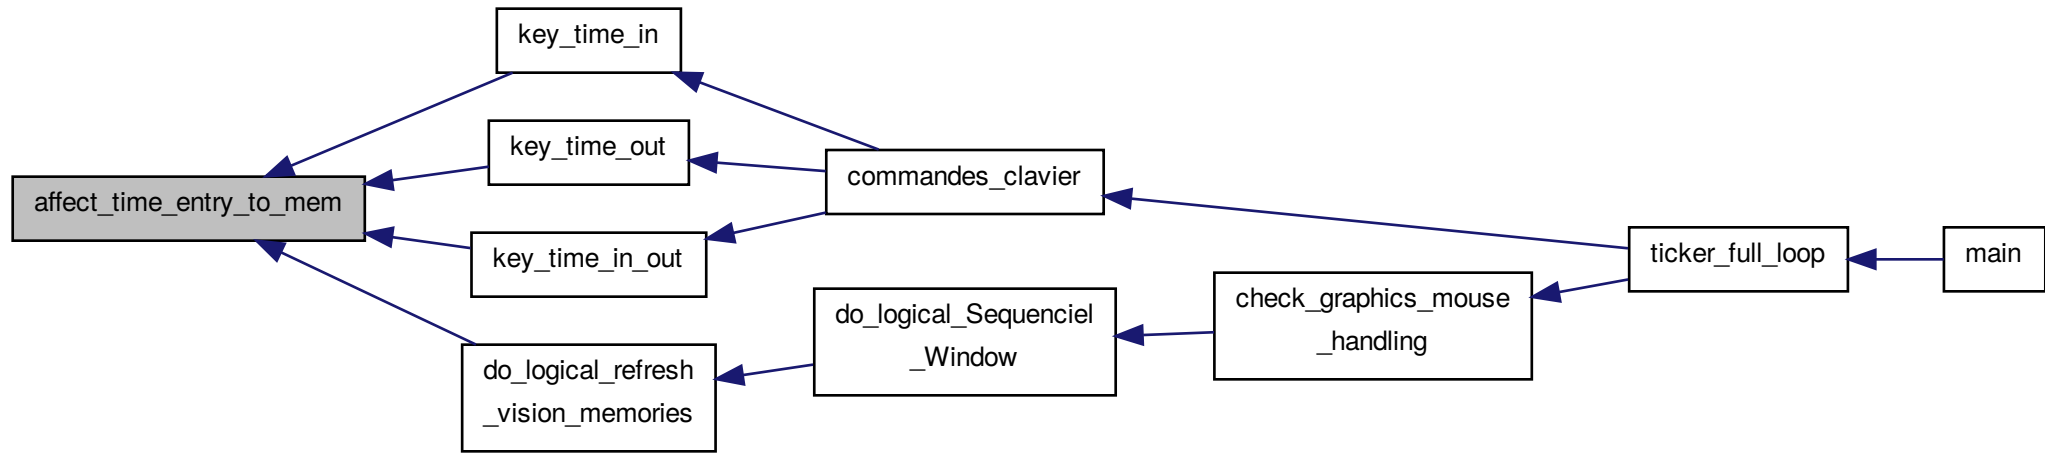 key_time_in
key_time_out
commandes_clavier
affect_time_entry_to_mem
key_time_in_out
ticker_full_loop
main
check_graphics_mouse
_handling
do_logical_Sequenciel
_Window
do_logical_refresh
_vision_memories